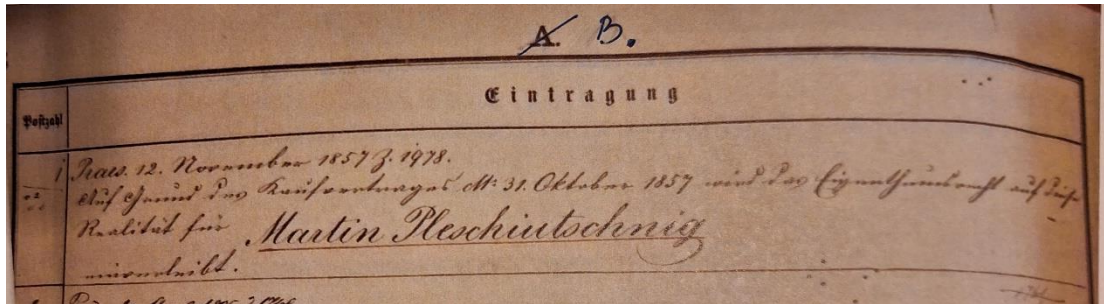 A. B.
Eintragung
Postzahl
1 Praes. 12. November 1857 Z. 1978.
Auf Grund des Kaufvertrages dto 31. Oktober 1857 wird das Eigenthumsrecht auf diese
Realität für Martin Pleschiutschnig
einverleibt.